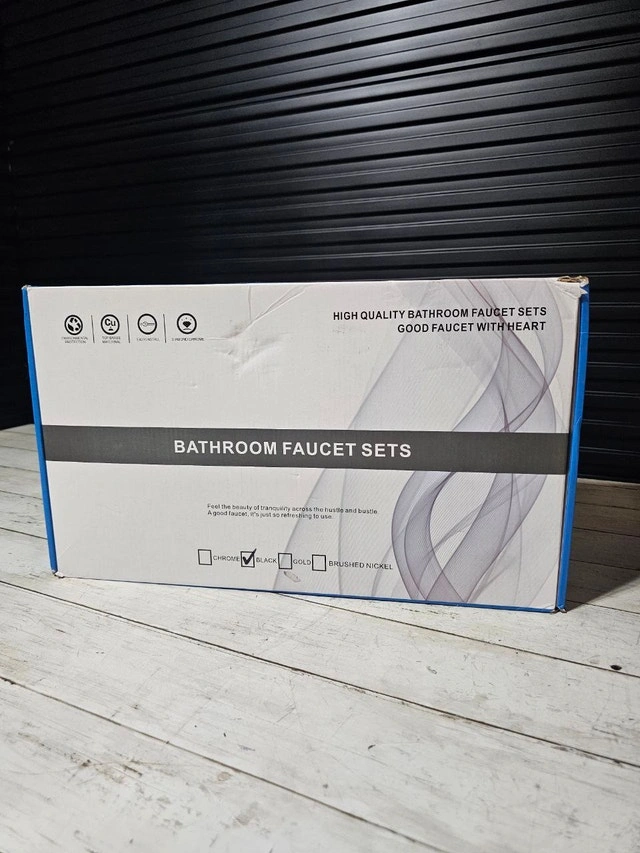 Cu
HIGH QUALITY BATHROOM FAUCET SETS
GOOD FAUCET WITH HEART
BATHROOM FAUCET SETS
Feel the beauty of tranquility across the hustle and bustle
A good faucet, it's just so refreshing to use.
CHROME BLACK GOLD BRUSHED NICKEL